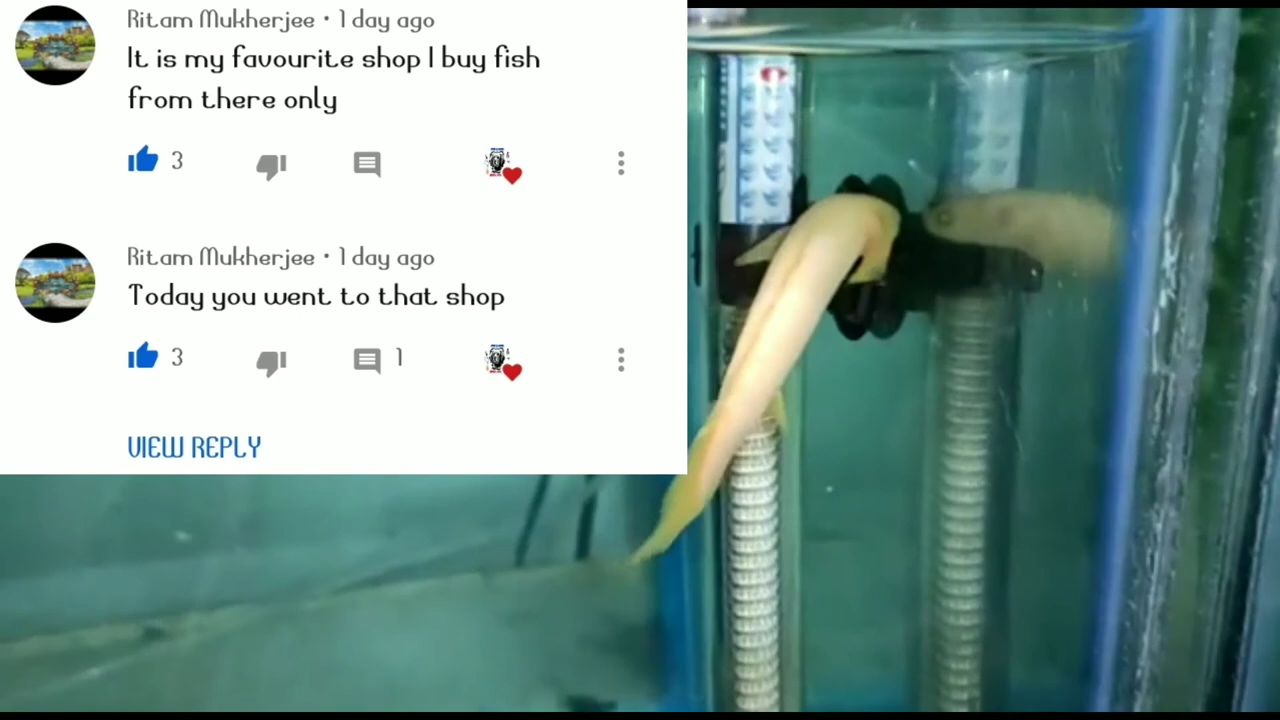 Ritam Mukherjee • 1 day ago
It is my favourite shop I buy fish
from there only
3
Ritam Mukherjee • 1 day ago
Today you went to that shop
3 1
VIEW REPLY